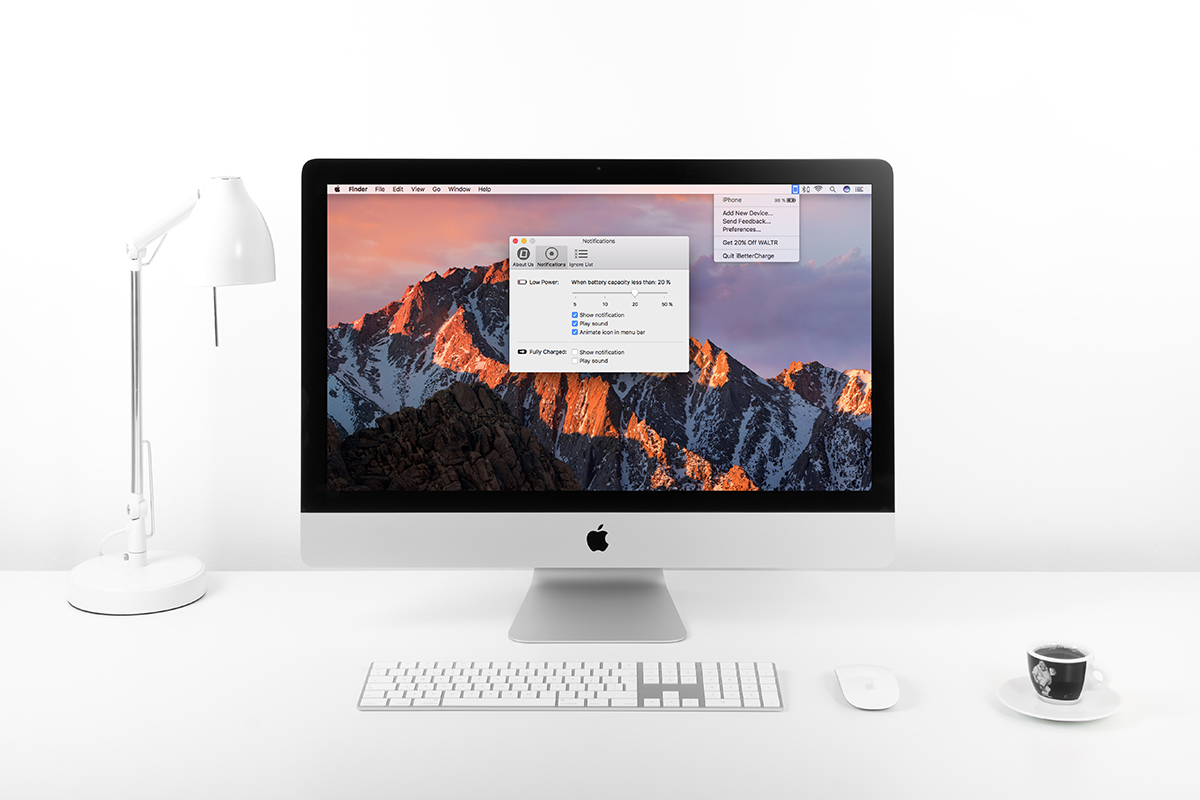 Finder File Edit View Go Window Help
iPhone 98 %
Add New Device...
Send Feedback...
Preferences...
Get 20% Off WALTR
Quit iBetterCharge
Notifications
About Us Notifications Ignore List
Low Power: When battery capacity less than: 20 %
5 10 20 50 %
Show notification
Play sound
Animate icon in menu bar
Fully Charged: Show notification
Play sound